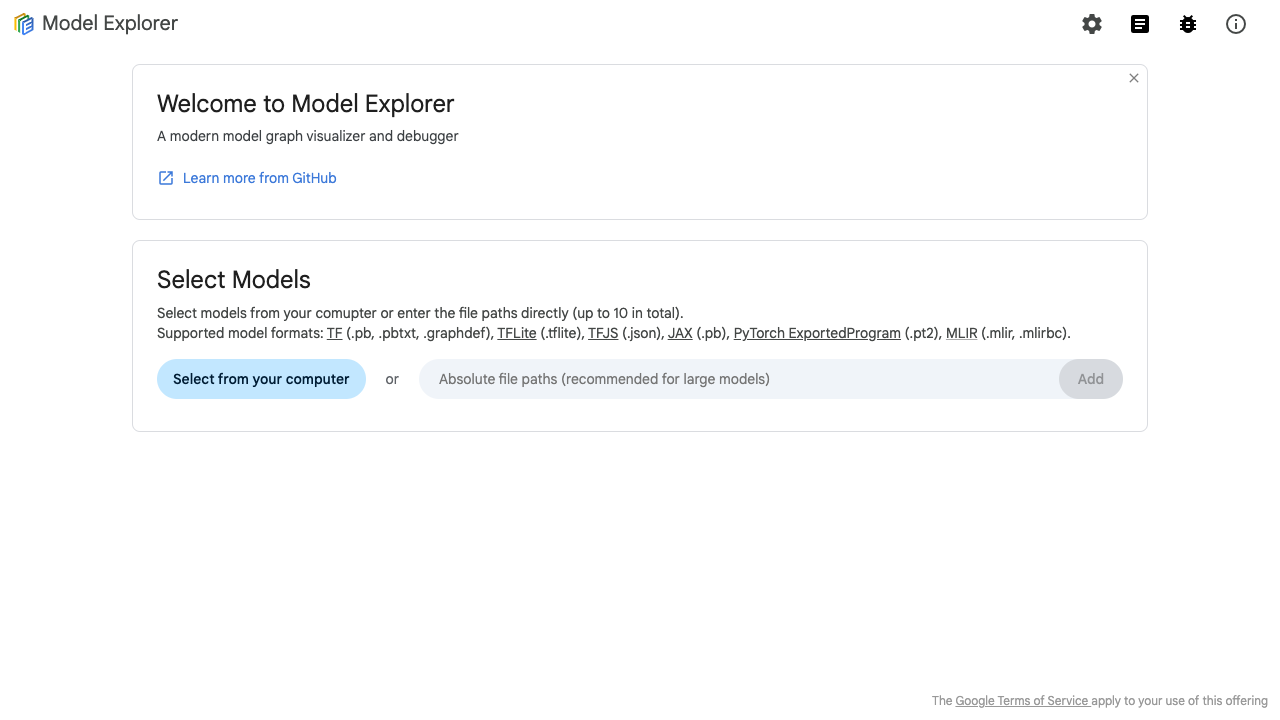 Model Explorer
Welcome to Model Explorer
A modern model graph visualizer and debugger
Learn more from GitHub
Select Models
Select models from your comupter or enter the file paths directly (up to 10 in total).
Supported model formats: TF (.pb, .pbtxt, .graphdef), TFLite (.tflite), TFJS (.json), JAX (.pb), PyTorch ExportedProgram (.pt2), MLIR (.mlir, .mlirbc).
Select from your computer or Absolute file paths (recommended for large models) Add
The Google Terms of Service apply to your use of this offering